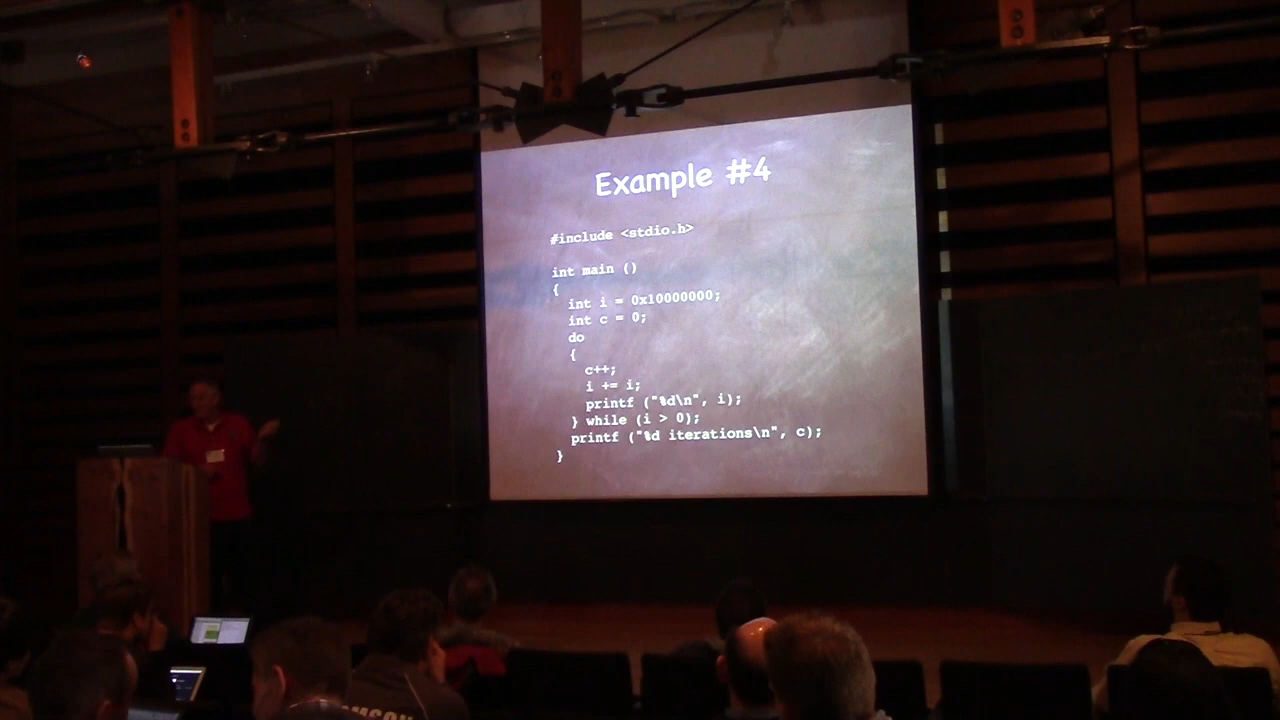 Example #4
#include <stdio.h>
int main ()
{
int i = 0x10000000;
int c = 0;
do
{
c++;
i += i;
printf ("%d\n", i);
} while (i > 0);
printf ("%d iterations\n", c);
}